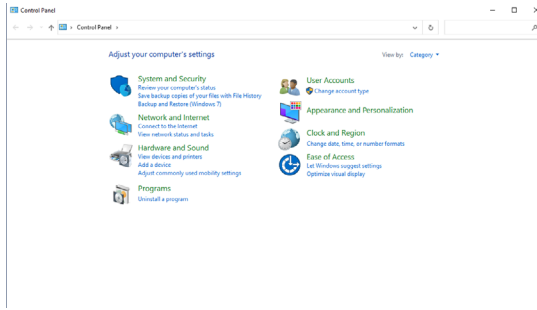 Control Panel
Control Panel
Adjust your computer's settings
View by: Category
System and Security
Review your computer's status
Save backup copies of your files with File History
Backup and Restore (Windows 7)
Network and Internet
Connect to the Internet
View network status and tasks
Hardware and Sound
View devices and printers
Add a device
Adjust commonly used mobility settings
Programs
Uninstall a program
User Accounts
Change account type
Appearance and Personalization
Clock and Region
Change date, time, or number formats
Ease of Access
Let Windows suggest settings
Optimize visual display